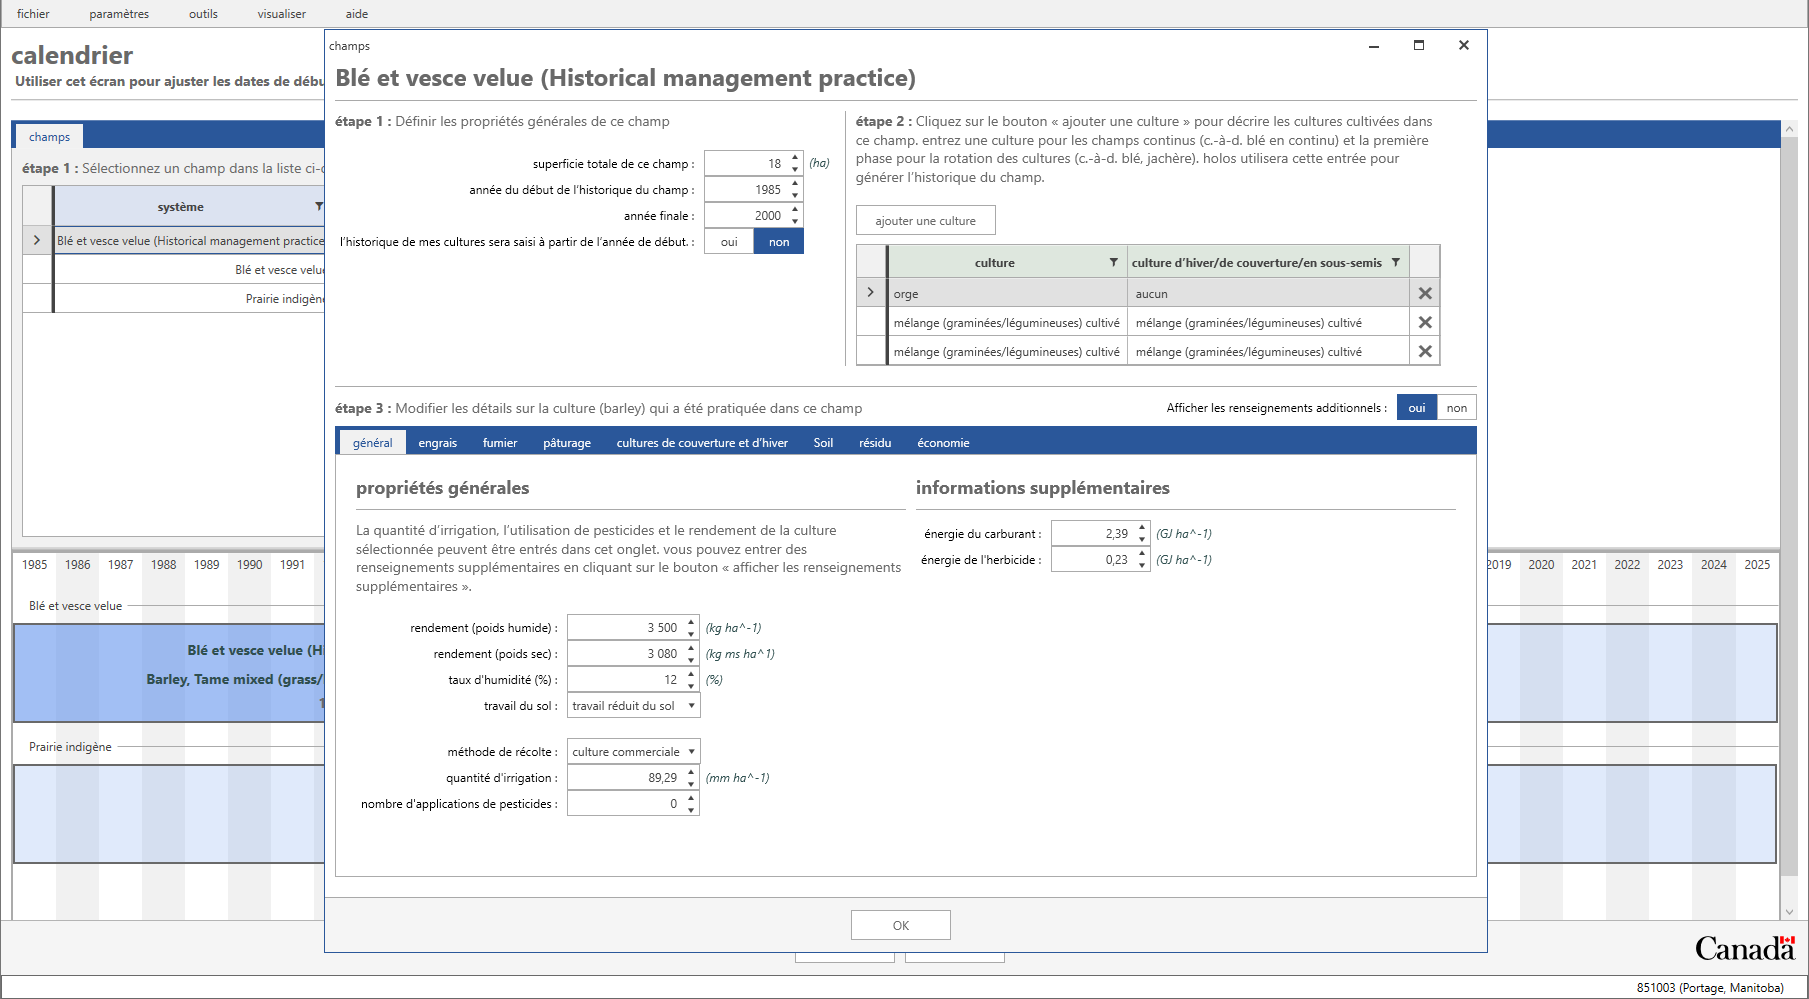 fichier paramètres outils visualiser aide
calendrier
Utiliser cet écran pour ajuster les dates de débu
champs
étape 1 : Sélectionnez un champ dans la liste ci-d
système
Blé et vesce velue (Historical management practice
Blé et vesce velue
Prairie indigène
champs
Blé et vesce velue (Historical management practice)
étape 1 : Définir les propriétés générales de ce champ
superficie totale de ce champ : 18 (ha)
année du début de l'historique du champ : 1985
année finale : 2000
l'historique de mes cultures sera saisi à partir de l'année de début. : oui non
étape 2 : Cliquez sur le bouton « ajouter une culture » pour décrire les cultures cultivées dans
ce champ. entrez une culture pour les champs continus (c.-à-d. blé en continu) et la première
phase pour la rotation des cultures (c.-à-d. blé, jachère). holos utilisera cette entrée pour
générer l'historique du champ.
ajouter une culture
culture culture d'hiver/de couverture/en sous-semis
orge aucun
mélange (graminées/légumineuses) cultivé mélange (graminées/légumineuses) cultivé
mélange (graminées/légumineuses) cultivé mélange (graminées/légumineuses) cultivé
étape 3 : Modifier les détails sur la culture (barley) qui a été pratiquée dans ce champ
Afficher les renseignements additionnels : oui non
général engrais fumier pâturage cultures de couverture et d'hiver Soil résidu économie
propriétés générales
La quantité d'irrigation, l'utilisation de pesticides et le rendement de la culture
sélectionnée peuvent être entrés dans cet onglet. vous pouvez entrer des
renseignements supplémentaires en cliquant sur le bouton « afficher les renseignements
supplémentaires ».
rendement (poids humide) : 3 500 (kg ha^-1)
rendement (poids sec) : 3 080 (kg ms ha^1)
taux d'humidité (%) : 12 (%)
travail du sol : travail réduit du sol
méthode de récolte : culture commerciale
quantité d'irrigation : 89,29 (mm ha^-1)
nombre d'applications de pesticides : 0
informations supplémentaires
énergie du carburant : 2,39 (GJ ha^-1)
énergie de l'herbicide : 0,23 (GJ ha^-1)
OK
1985 1986 1987 1988 1989 1990 1991
2019 2020 2021 2022 2023 2024 2025
Blé et vesce velue
Blé et vesce velue (Hi
Barley, Tame mixed (grass/
1
Prairie indigène
Canada
851003 (Portage, Manitoba)